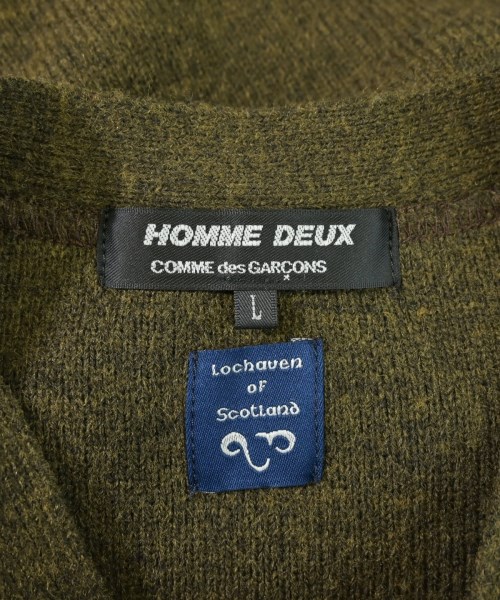 HOMME DEUX
COMME des GARÇONS
L
Lochaven
of
Scotland